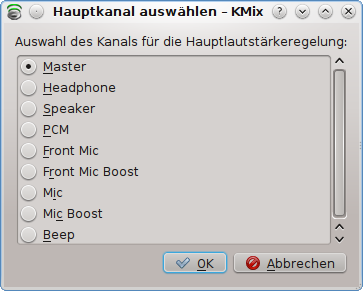 Hauptkanal auswählen – KMix
Auswahl des Kanals für die Hauptlautstärkeregelung:
Master
Headphone
Speaker
PCM
Front Mic
Front Mic Boost
Mic
Mic Boost
Beep
OK
Abbrechen